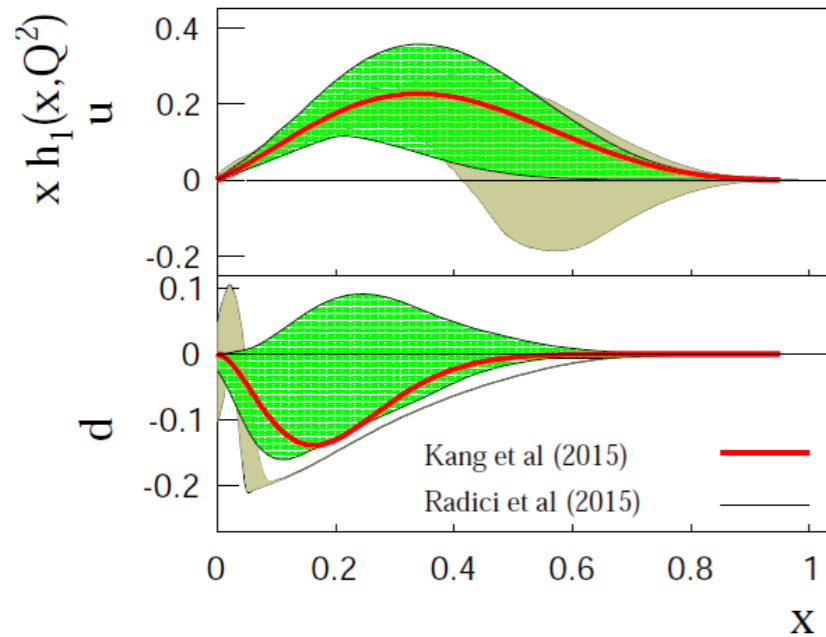 x h₁(x,Q²)
u
0.4
0.2
0
-0.2
d
0.1
0
-0.1
-0.2
Kang et al (2015)
Radici et al (2015)
0 0.2 0.4 0.6 0.8 1
x